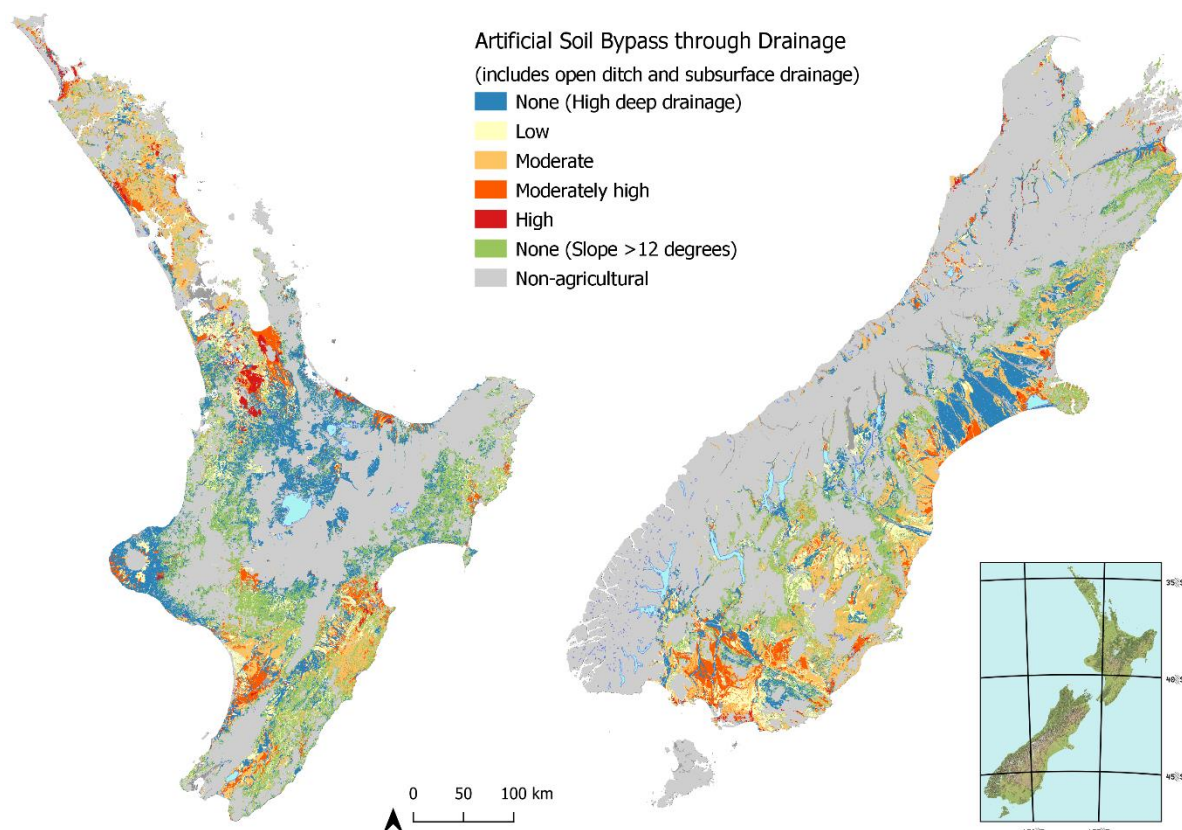 Artificial Soil Bypass through Drainage
(includes open ditch and subsurface drainage)
None (High deep drainage)
Low
Moderate
Moderately high
High
None (Slope >12 degrees)
Non-agricultural
0 50 100 km